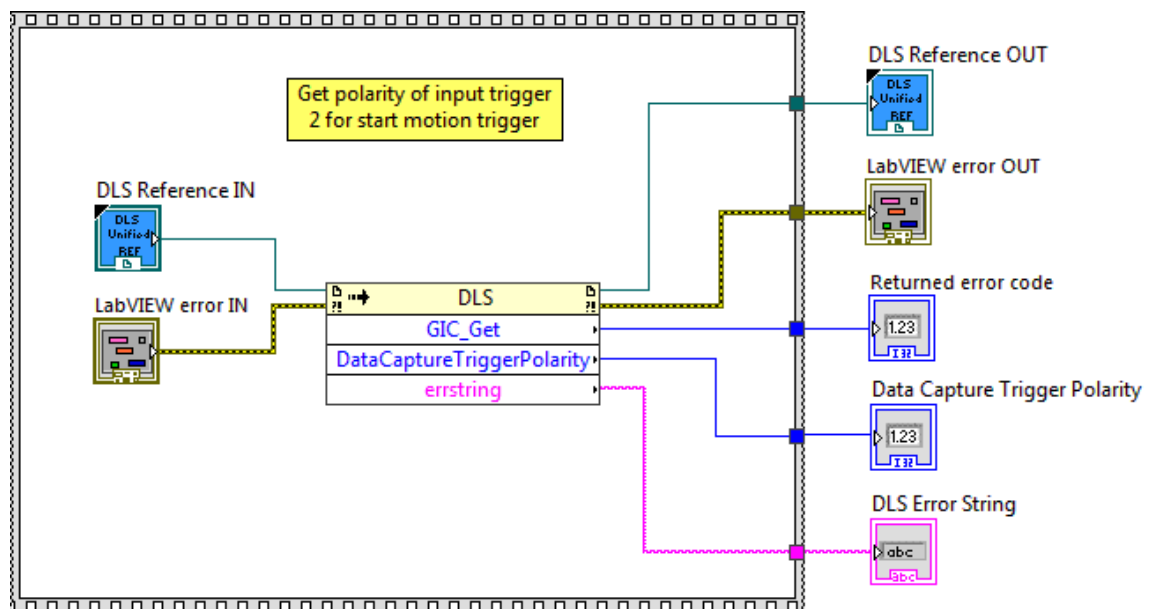 Get polarity of input trigger
2 for start motion trigger
DLS Reference IN
DLS
Unified
REF
LabVIEW error IN
DLS
GIC_Get
DataCaptureTriggerPolarity
errstring
DLS Reference OUT
DLS
Unified
REF
LabVIEW error OUT
Returned error code
1.23
I32
Data Capture Trigger Polarity
1.23
I32
DLS Error String
abc
abc